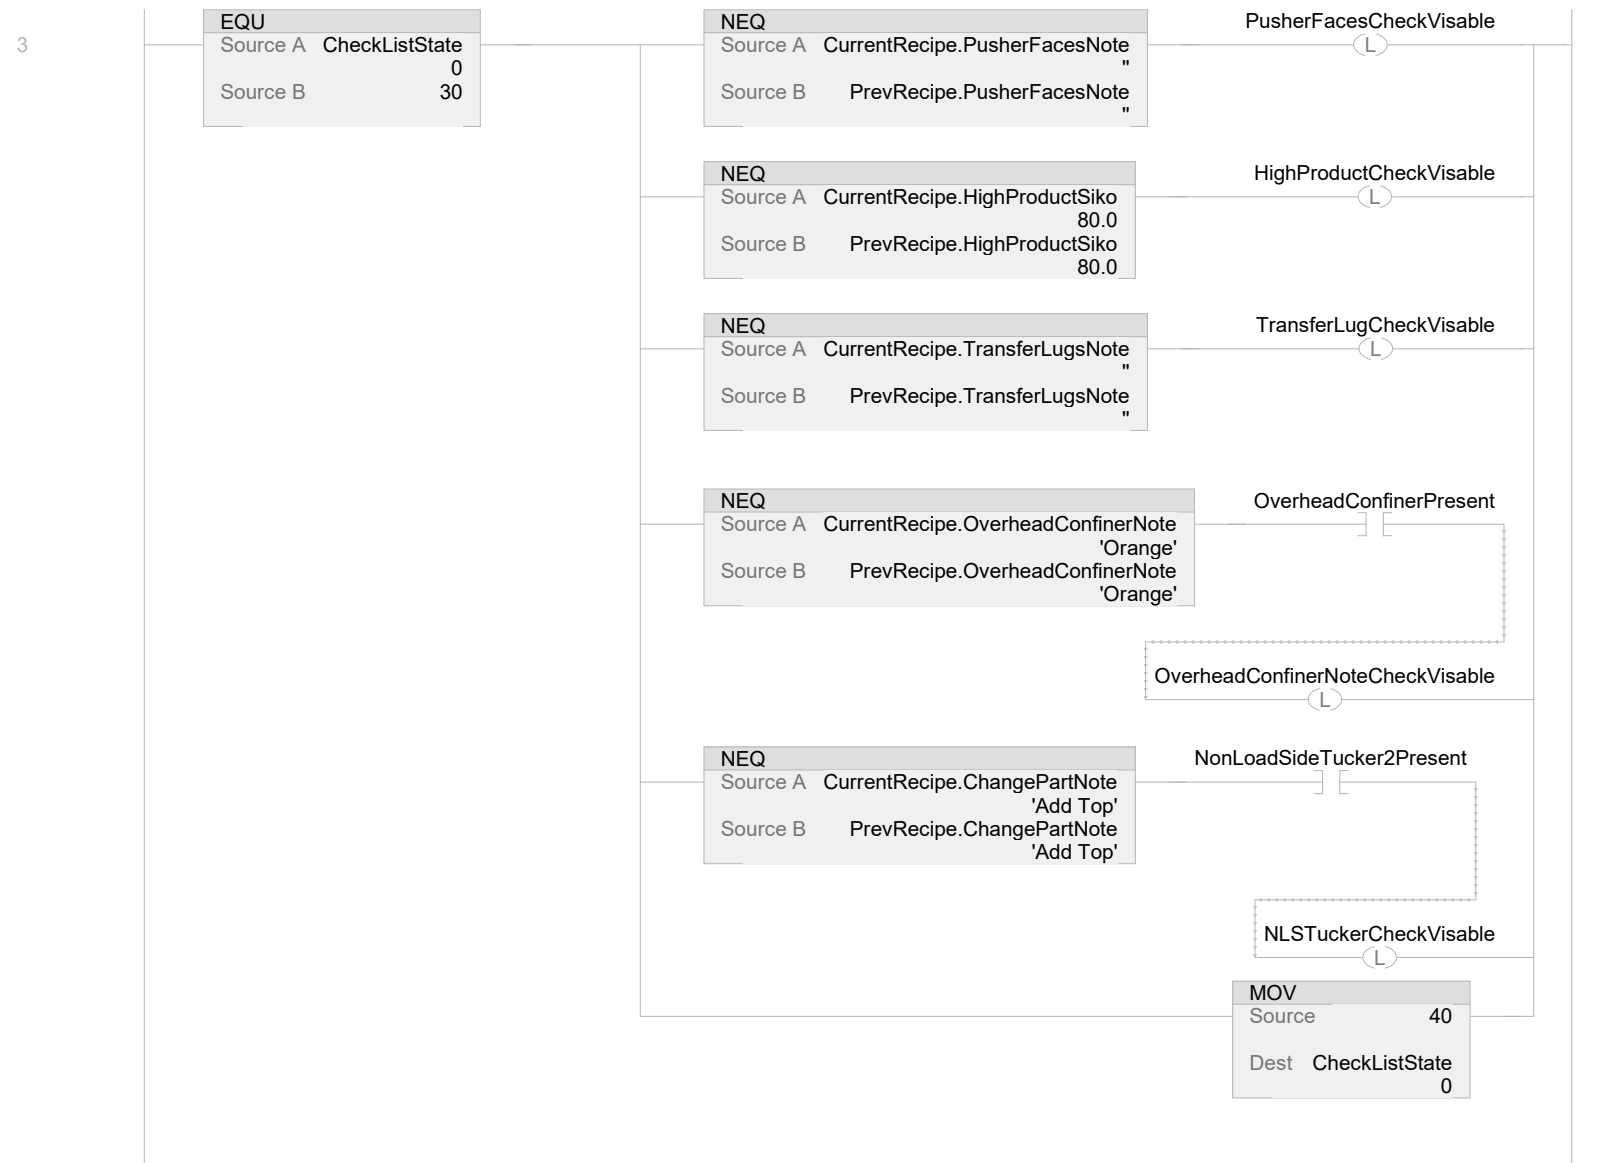 3
EQU
Source A CheckListState
0
Source B 30
NEQ
Source A CurrentRecipe.PusherFacesNote
''
Source B PrevRecipe.PusherFacesNote
''
PusherFacesCheckVisable
L
NEQ
Source A CurrentRecipe.HighProductSiko
80.0
Source B PrevRecipe.HighProductSiko
80.0
HighProductCheckVisable
L
NEQ
Source A CurrentRecipe.TransferLugsNote
''
Source B PrevRecipe.TransferLugsNote
''
TransferLugCheckVisable
L
NEQ
Source A CurrentRecipe.OverheadConfinerNote
'Orange'
Source B PrevRecipe.OverheadConfinerNote
'Orange'
OverheadConfinerPresent
OverheadConfinerNoteCheckVisable
L
NEQ
Source A CurrentRecipe.ChangePartNote
'Add Top'
Source B PrevRecipe.ChangePartNote
'Add Top'
NonLoadSideTucker2Present
NLSTuckerCheckVisable
L
MOV
Source 40
Dest CheckListState
0